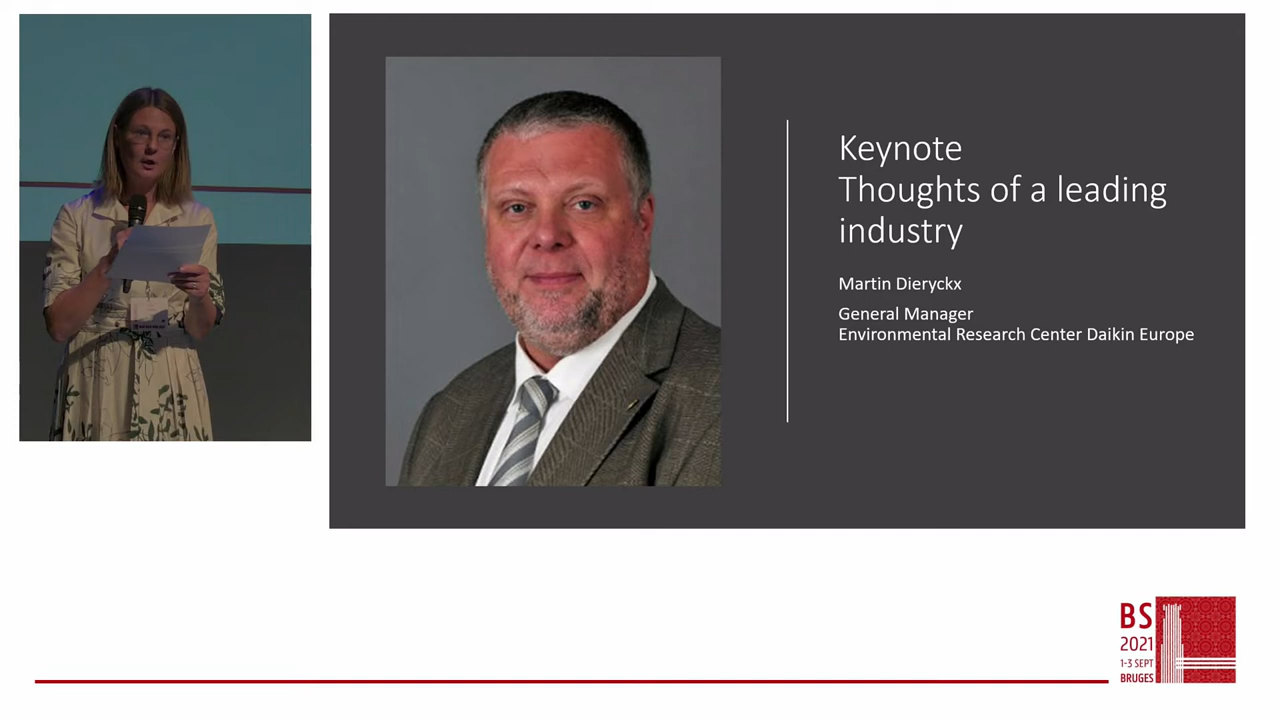 Keynote
Thoughts of a leading
industry
Martin Dieryckx
General Manager
Environmental Research Center Daikin Europe
BS
2021
1-3 SEPT
BRUGES